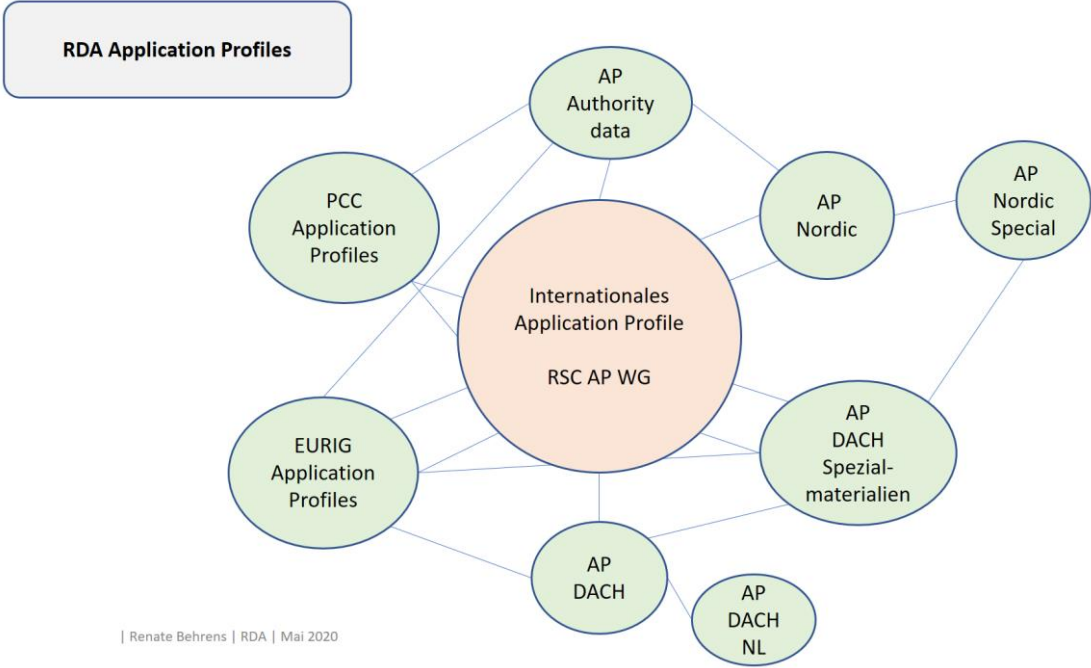 RDA Application Profiles
AP
Authority
data
PCC
Application
Profiles
AP
Nordic
AP
Nordic
Special
Internationales
Application Profile
RSC AP WG
EURIG
Application
Profiles
AP
DACH
Spezial-
materialien
AP
DACH
AP
DACH
NL
| Renate Behrens | RDA | Mai 2020